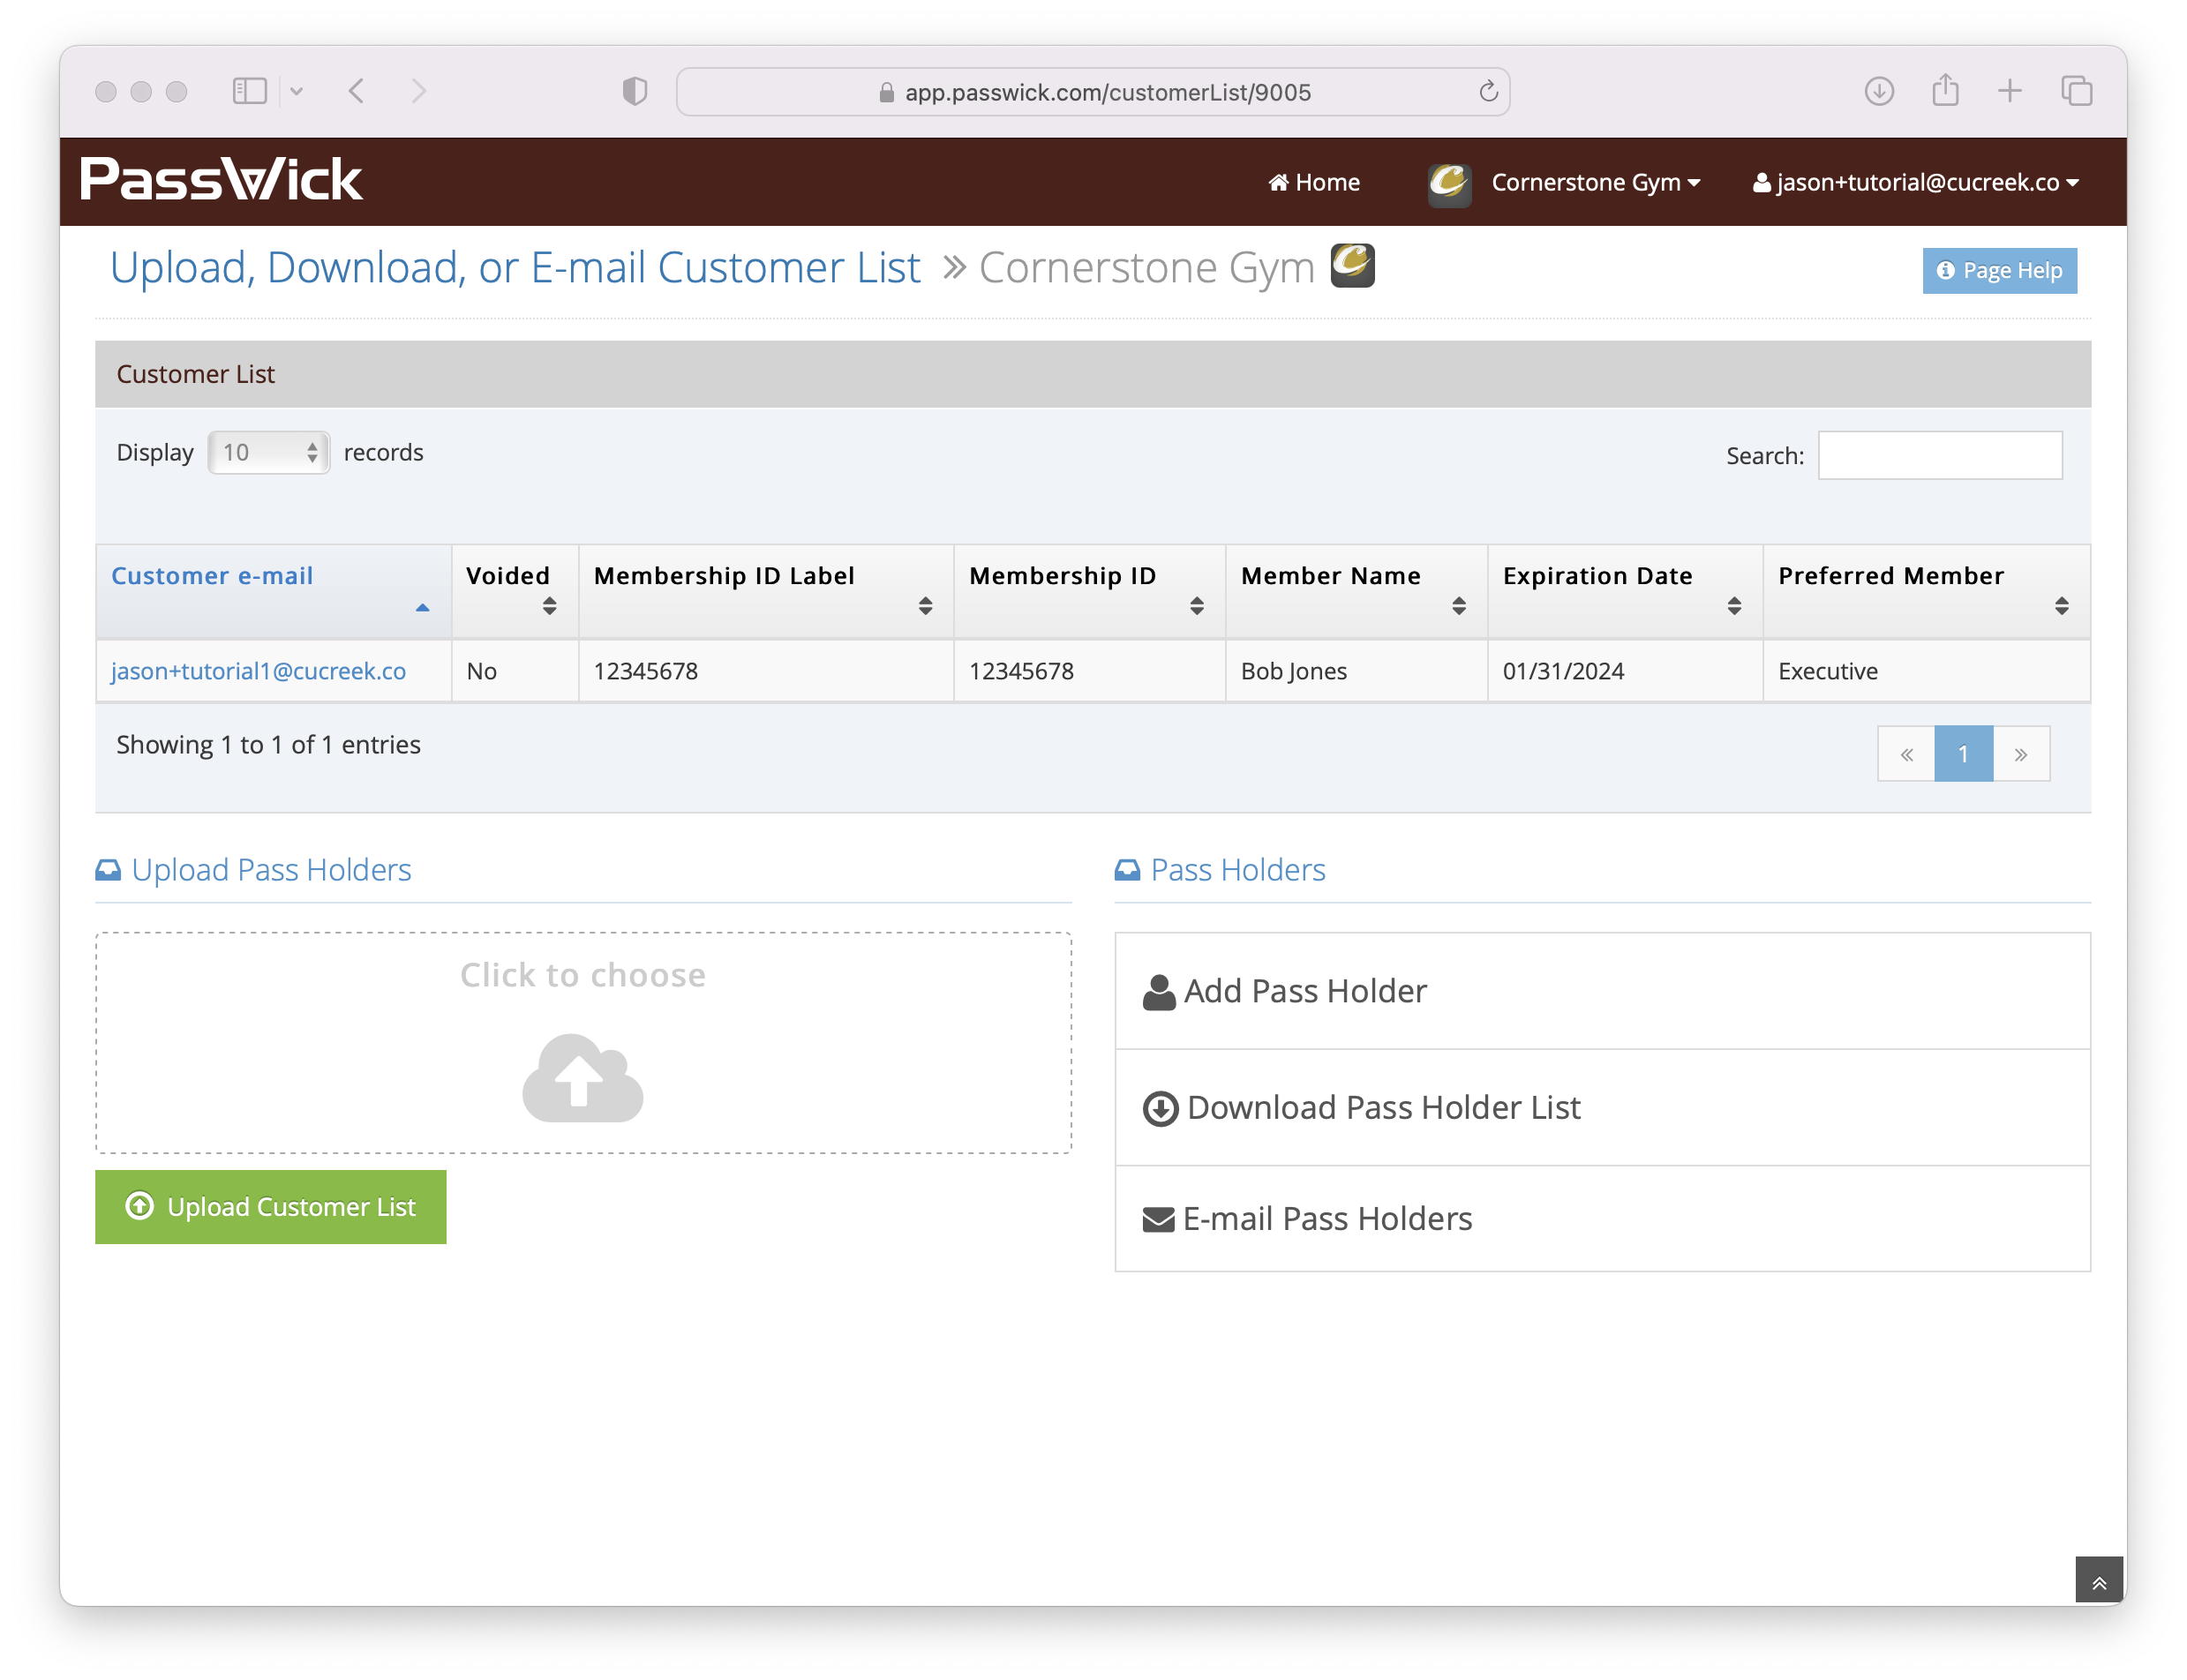 app.passwick.com/customerList/9005
PassWick
Home
Cornerstone Gym
jason+tutorial@cucreek.co
Upload, Download, or E-mail Customer List » Cornerstone Gym
Page Help
Customer List
Display 10 records
Search:
Customer e-mail Voided Membership ID Label Membership ID Member Name Expiration Date Preferred Member
jason+tutorial1@cucreek.co No 12345678 12345678 Bob Jones 01/31/2024 Executive
Showing 1 to 1 of 1 entries
« 1 »
Upload Pass Holders
Click to choose
Upload Customer List
Pass Holders
Add Pass Holder
Download Pass Holder List
E-mail Pass Holders